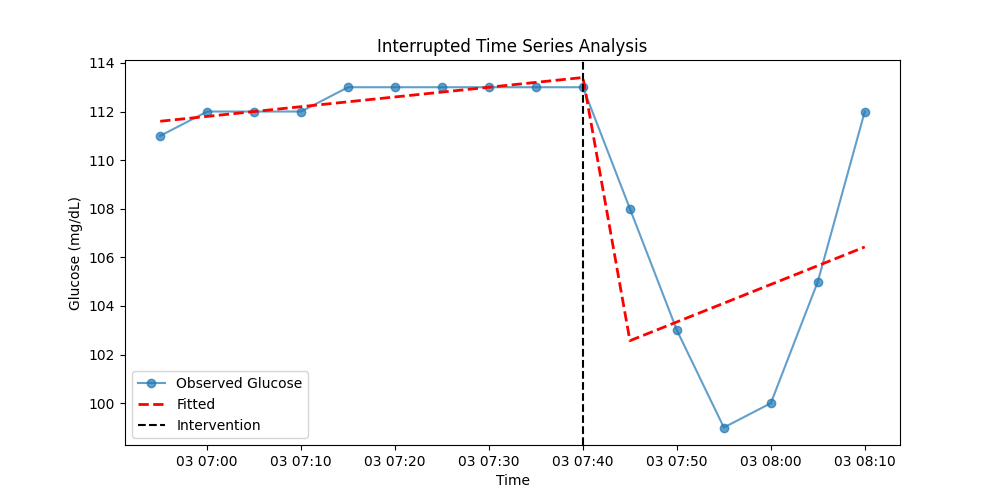 Interrupted Time Series Analysis
Glucose (mg/dL)
114
112
110
108
106
104
102
100
Observed Glucose
Fitted
Intervention
03 07:00 03 07:10 03 07:20 03 07:30 03 07:40 03 07:50 03 08:00 03 08:10
Time